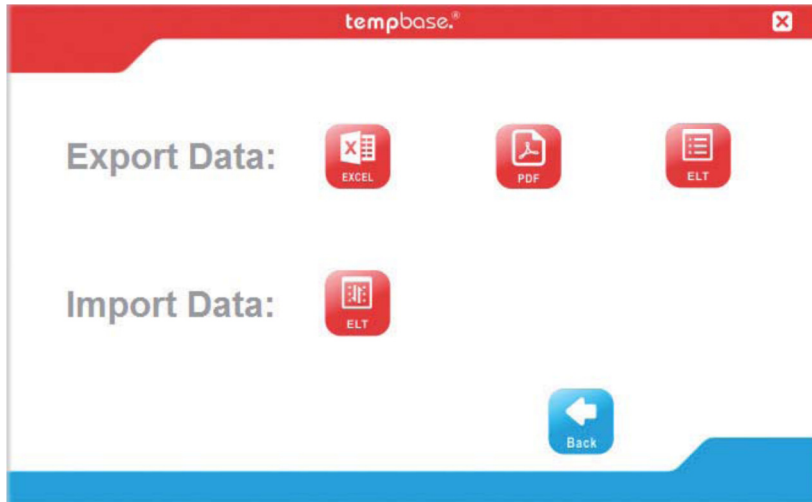 tempbase.®
Export Data:
EXCEL
PDF
ELT
Import Data:
ELT
Back